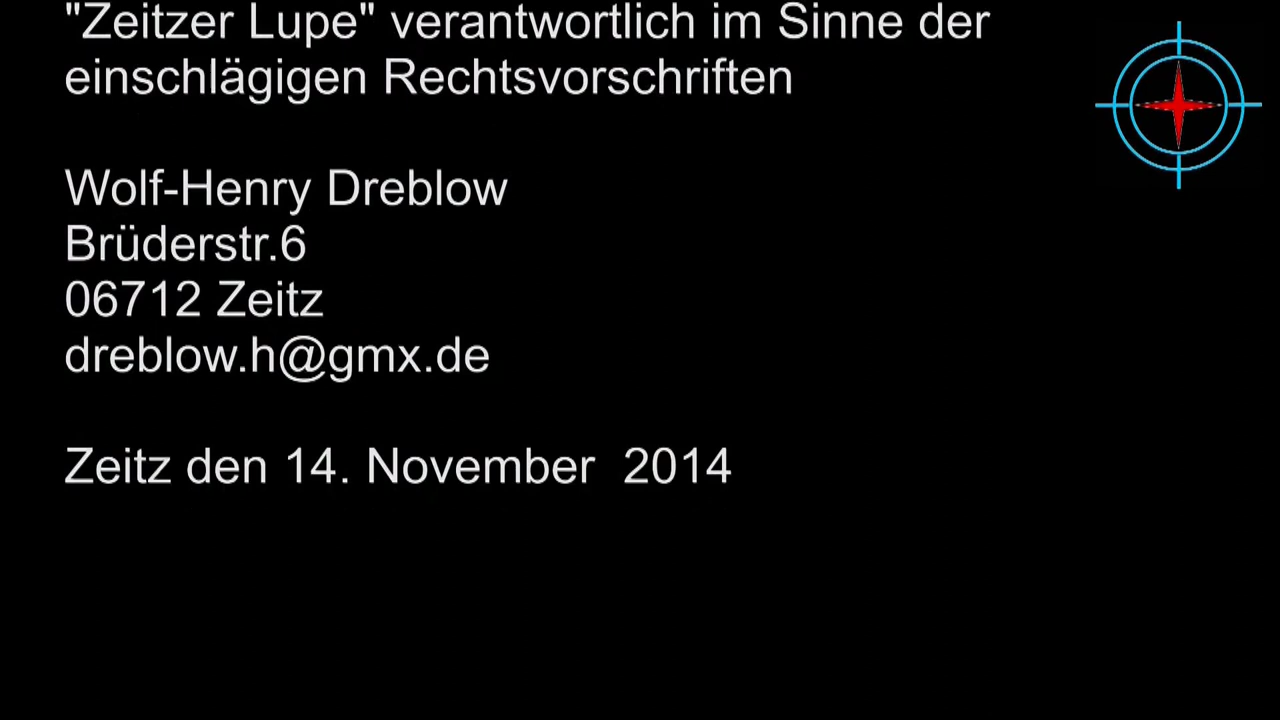 "Zeitzer Lupe" verantwortlich im Sinne der
einschlägigen Rechtsvorschriften
Wolf-Henry Dreblow
Brüderstr.6
06712 Zeitz
dreblow.h@gmx.de
Zeitz den 14. November  2014